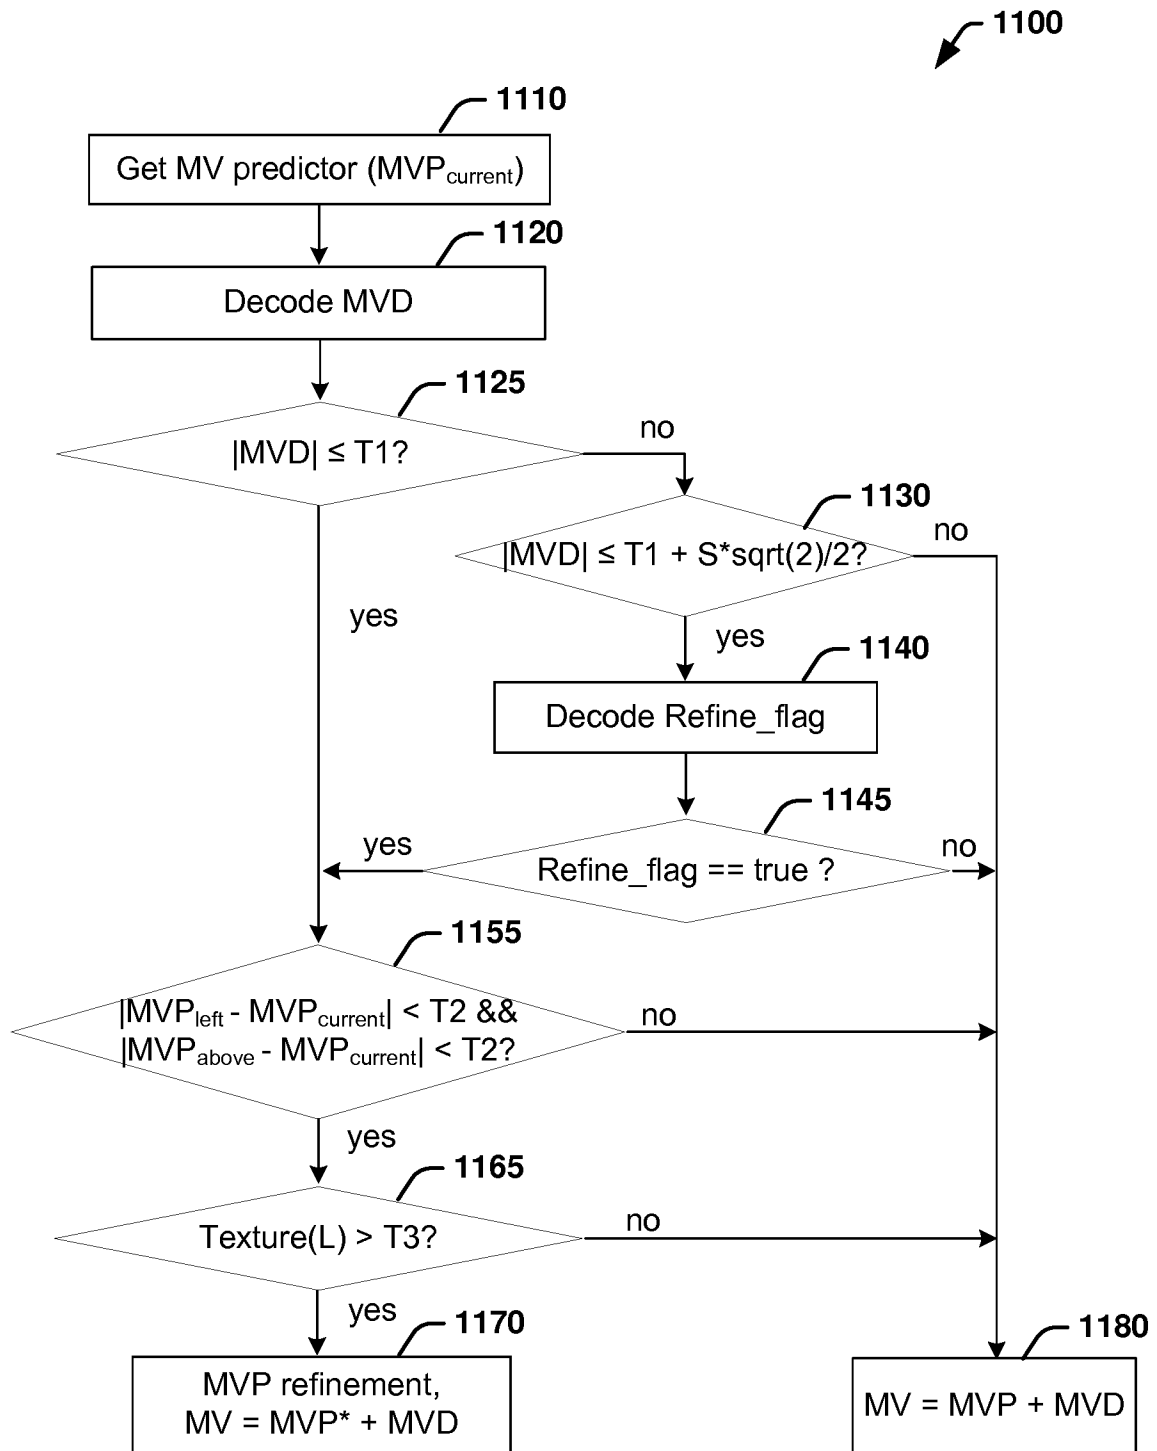 1100
1110
Get MV predictor (MVPcurrent)
1120
Decode MVD
1125
|MVD| ≤ T1?
no
1130
|MVD| ≤ T1 + S*sqrt(2)/2?
no
yes
yes
1140
Decode Refine_flag
1145
Refine_flag == true ?
yes
no
1155
|MVPleft - MVPcurrent| < T2 &&
|MVPabove - MVPcurrent| < T2?
no
yes
1165
Texture(L) > T3?
no
yes
1170
MVP refinement,
MV = MVP* + MVD
1180
MV = MVP + MVD